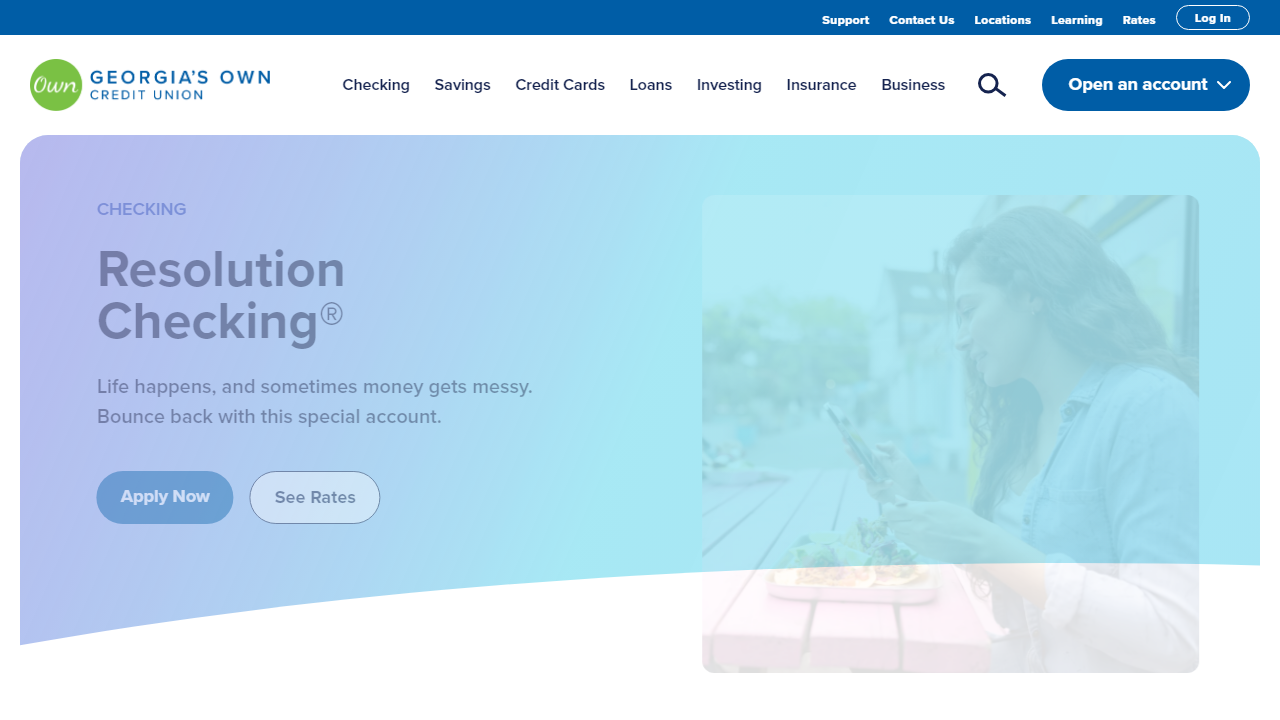 Support Contact Us Locations Learning Rates Log In
Own GEORGIA'S OWN
CREDIT UNION
Checking Savings Credit Cards Loans Investing Insurance Business Open an account
CHECKING
Resolution
Checking®
Life happens, and sometimes money gets messy.
Bounce back with this special account.
Apply Now See Rates